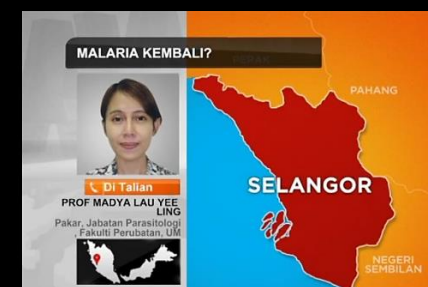 MALARIA KEMBALI?
PERAK
PAHANG
Di Talian
PROF MADYA LAU YEE
LING
Pakar, Jabatan Parasitologi
, Fakulti Perubatan, UM
SELANGOR
NEGERI
SEMBILAN